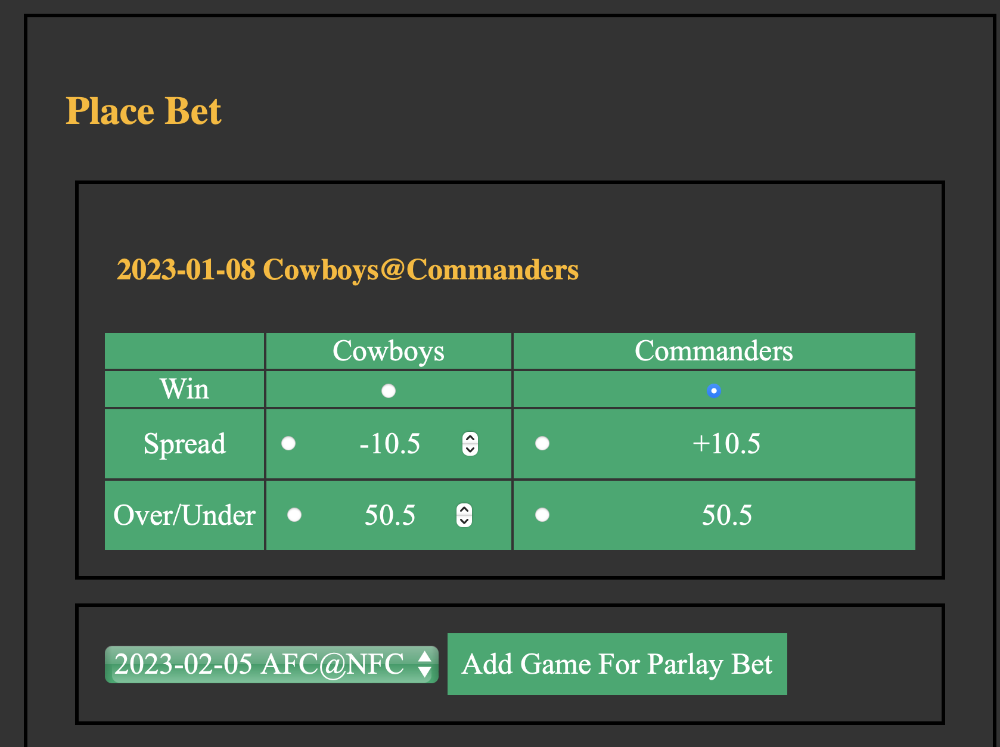 Place Bet
2023-01-08 Cowboys@Commanders
Cowboys Commanders
Win
Spread -10.5 +10.5
Over/Under 50.5 50.5
2023-02-05 AFC@NFC Add Game For Parlay Bet